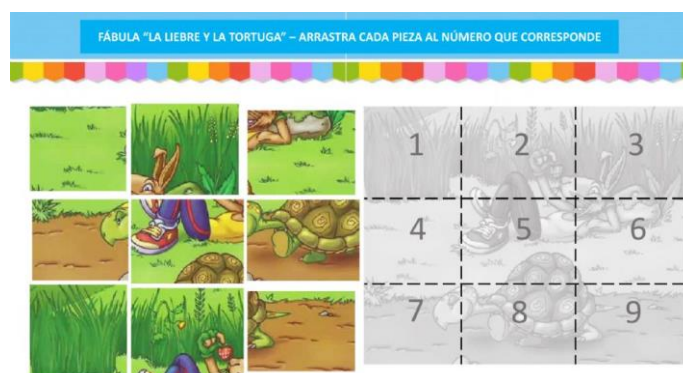 FÁBULA “LA LIEBRE Y LA TORTUGA” – ARRASTRA CADA PIEZA AL NÚMERO QUE CORRESPONDE
1 2 3
4 5 6
7 8 9